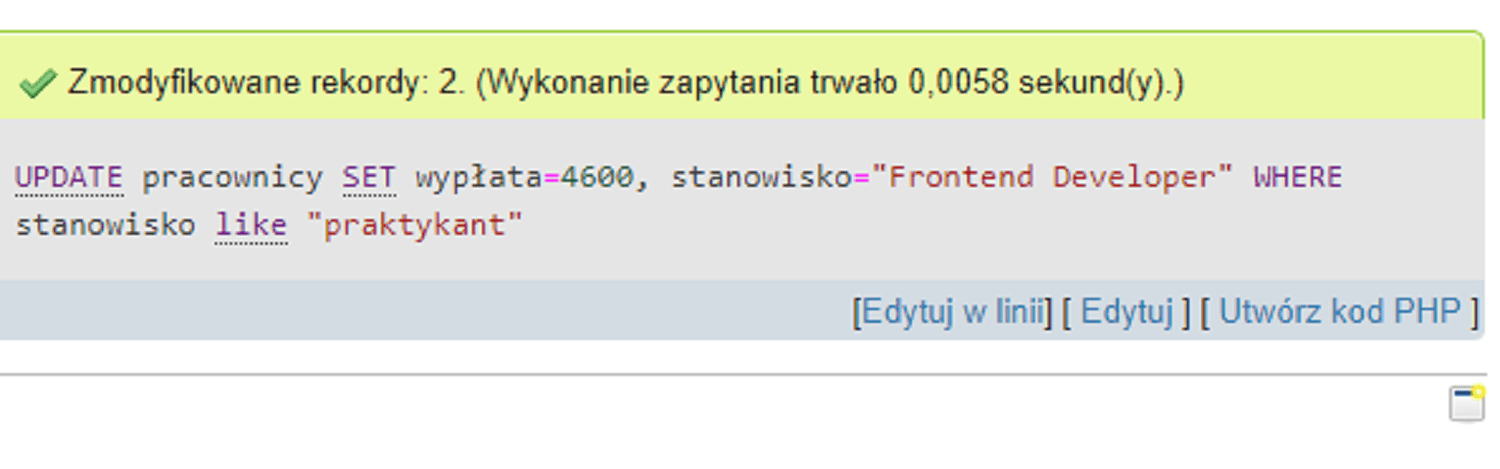 Zmodyfikowane rekordy: 2. (Wykonanie zapytania trwało 0,0058 sekund(y).)
UPDATE pracownicy SET wypłata=4600, stanowisko="Frontend Developer" WHERE
stanowisko like "praktykant"
[Edytuj w linii] [ Edytuj ] [ Utwórz kod PHP ]